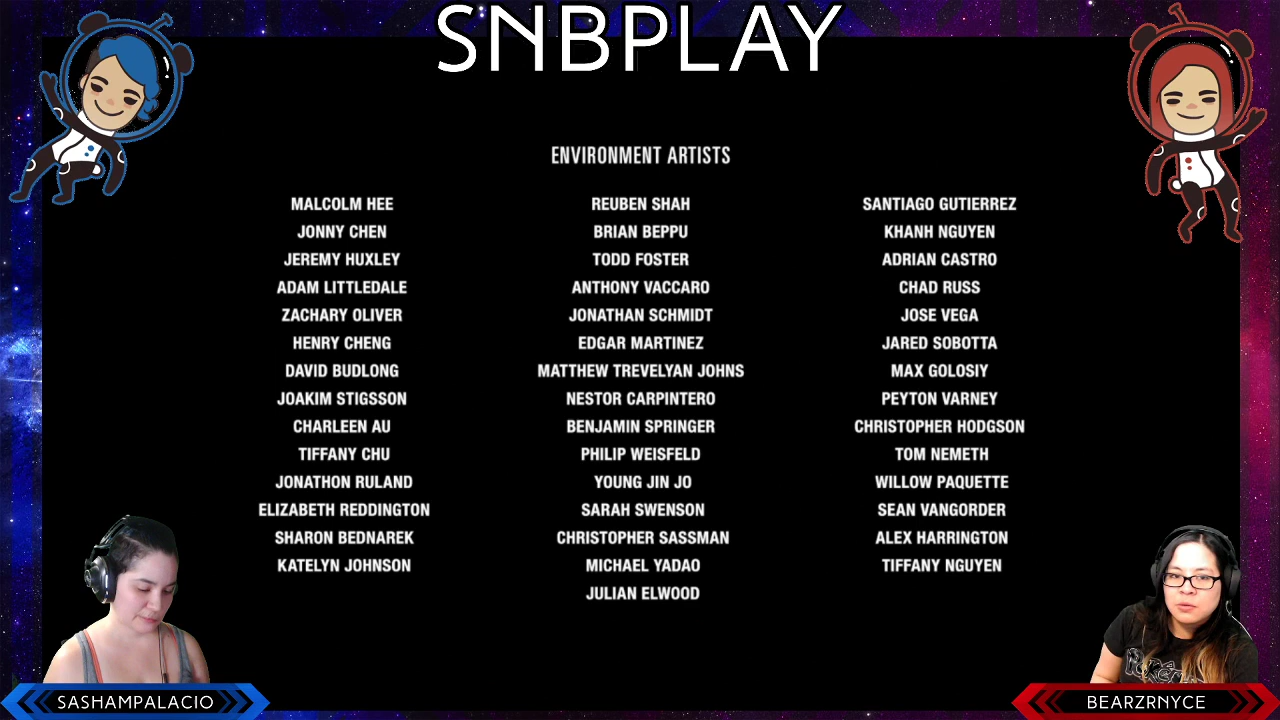 SNBPLAY
ENVIRONMENT ARTISTS
MALCOLM HEE
JONNY CHEN
JEREMY HUXLEY
ADAM LITTLEDALE
ZACHARY OLIVER
HENRY CHENG
DAVID BUDLONG
JOAKIM STIGSSON
CHARLEEN AU
TIFFANY CHU
JONATHON RULAND
ELIZABETH REDDINGTON
SHARON BEDNAREK
KATELYN JOHNSON
REUBEN SHAH
BRIAN BEPPU
TODD FOSTER
ANTHONY VACCARO
JONATHAN SCHMIDT
EDGAR MARTINEZ
MATTHEW TREVELYAN JOHNS
NESTOR CARPINTERO
BENJAMIN SPRINGER
PHILIP WEISFELD
YOUNG JIN JO
SARAH SWENSON
CHRISTOPHER SASSMAN
MICHAEL YADAO
JULIAN ELWOOD
SANTIAGO GUTIERREZ
KHANH NGUYEN
ADRIAN CASTRO
CHAD RUSS
JOSE VEGA
JARED SOBOTTA
MAX GOLOSIY
PEYTON VARNEY
CHRISTOPHER HODGSON
TOM NEMETH
WILLOW PAQUETTE
SEAN VANGORDER
ALEX HARRINGTON
TIFFANY NGUYEN
SASHAMPALACIO
BEARZRNYCE